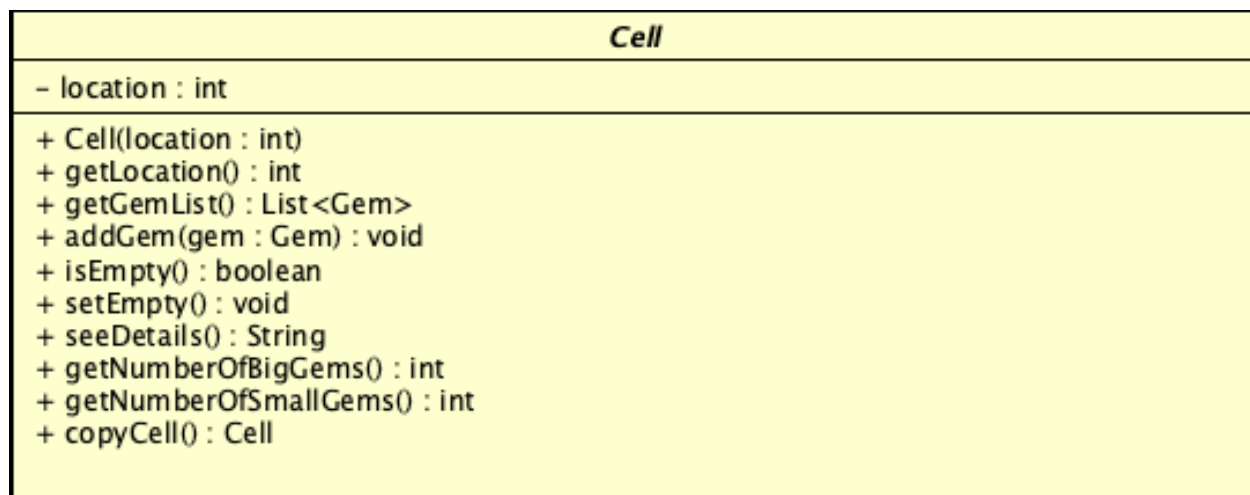 Cell
– location : int
+ Cell(location : int)
+ getLocation() : int
+ getGemList() : List<Gem>
+ addGem(gem : Gem) : void
+ isEmpty() : boolean
+ setEmpty() : void
+ seeDetails() : String
+ getNumberOfBigGems() : int
+ getNumberOfSmallGems() : int
+ copyCell() : Cell